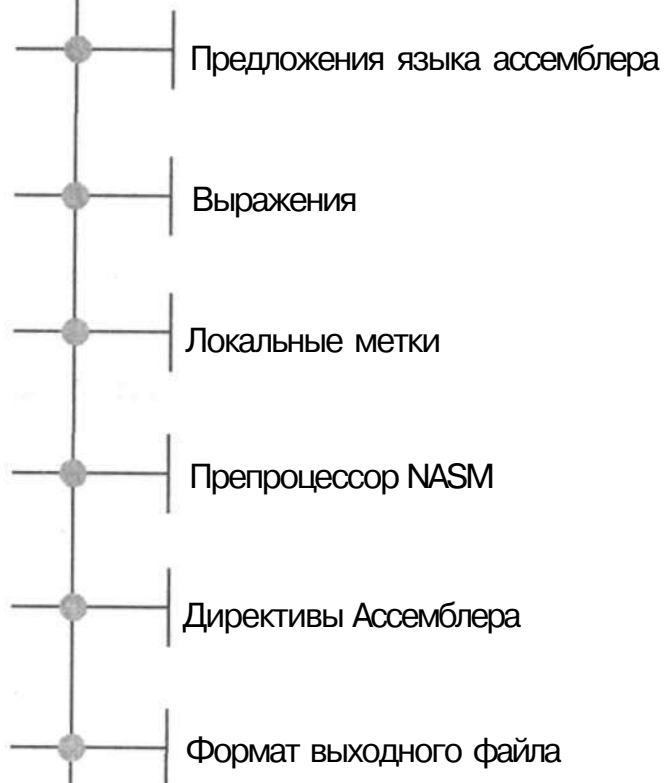 Предложения языка ассемблера
Выражения
Локальные метки
Препроцессор NASM
Директивы Ассемблера
Формат выходного файла